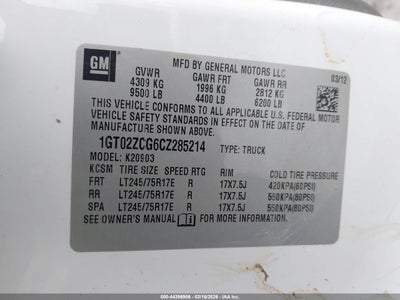 GM
MFD BY GENERAL MOTORS LLC 03/12
GVWR GAWR FRT GAWR RR
4309 KG 1996 KG 2812 KG
9500 LB 4400 LB 6200 LB
THIS VEHICLE CONFORMS TO ALL APPLICABLE U.S. FEDERAL MOTOR
VEHICLE SAFETY STANDARDS IN EFFECT ON THE DATE OF
MANUFACTURE SHOWN ABOVE.
1GT02ZCG6CZ285214 TYPE: TRUCK
MODEL: K20903
KCSM TIRE SIZE SPEED RTG RIM COLD TIRE PRESSURE
FRT LT245/75R17E R 17X7.5J 420KPA(60PSI)
RR LT245/75R17E R 17X7.5J 550KPA(80PSI)
SPA LT245/75R17E R 17X7.5J 550KPA(80PSI)